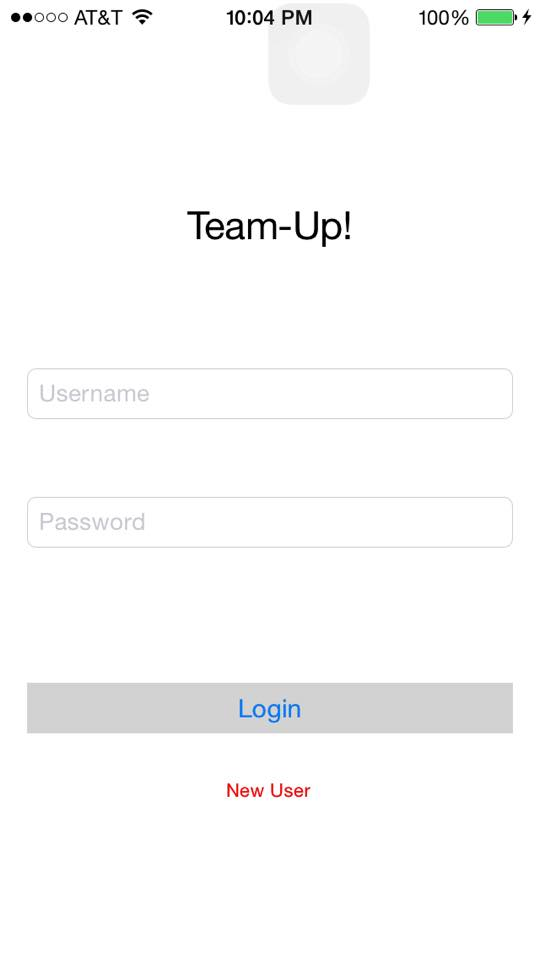 AT&T 10:04 PM 100%
Team-Up!
Username
Password
Login
New User